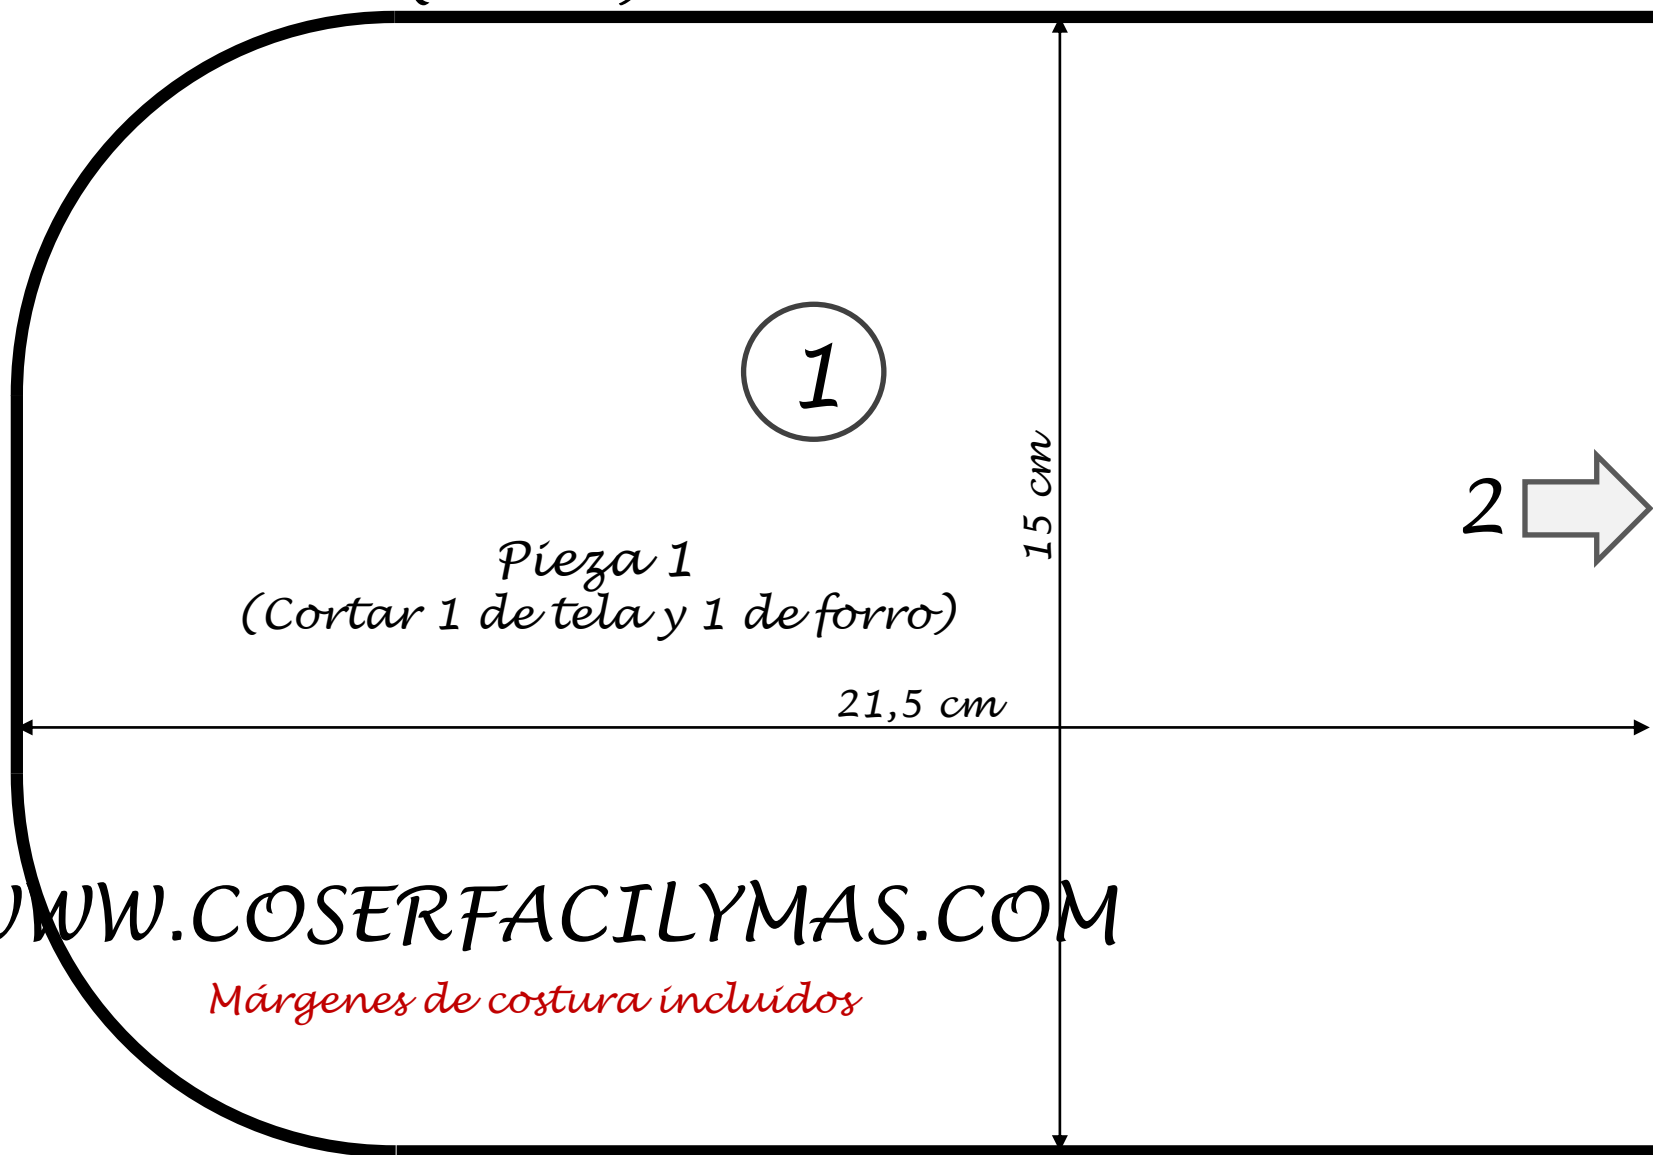 1
15 cm
2
Pieza 1
(Cortar 1 de tela y 1 de forro)
21,5 cm
WWW.COSERFACILYMAS.COM
Márgenes de costura incluidos